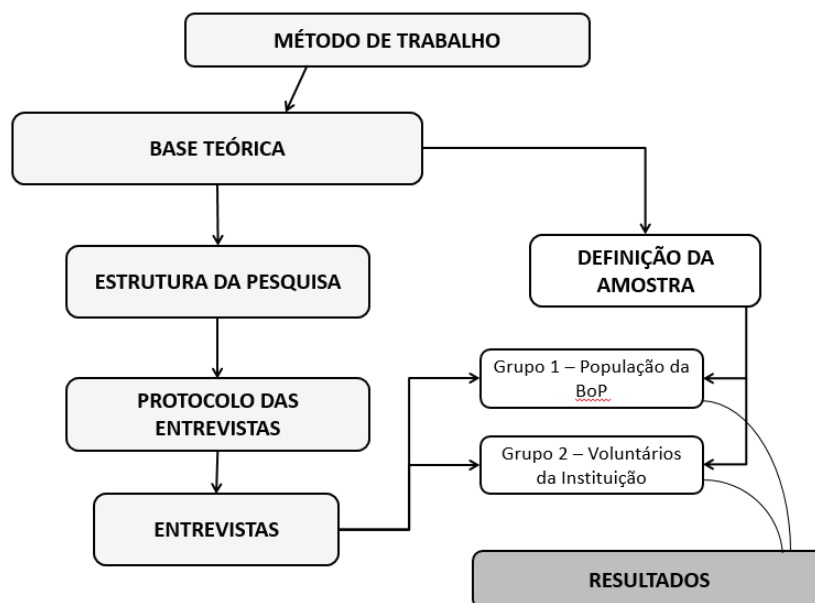 MÉTODO DE TRABALHO
BASE TEÓRICA
ESTRUTURA DA PESQUISA
DEFINIÇÃO DA
AMOSTRA
PROTOCOLO DAS
ENTREVISTAS
Grupo 1 – População da
BoP
Grupo 2 – Voluntários
da Instituição
ENTREVISTAS
RESULTADOS